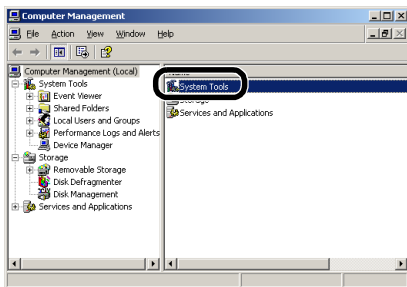 Computer Management
File Action View Window Help
Computer Management (Local)
System Tools
Event Viewer
Shared Folders
Local Users and Groups
Performance Logs and Alerts
Device Manager
Storage
Removable Storage
Disk Defragmenter
Disk Management
Services and Applications
Name
System Tools
Storage
Services and Applications